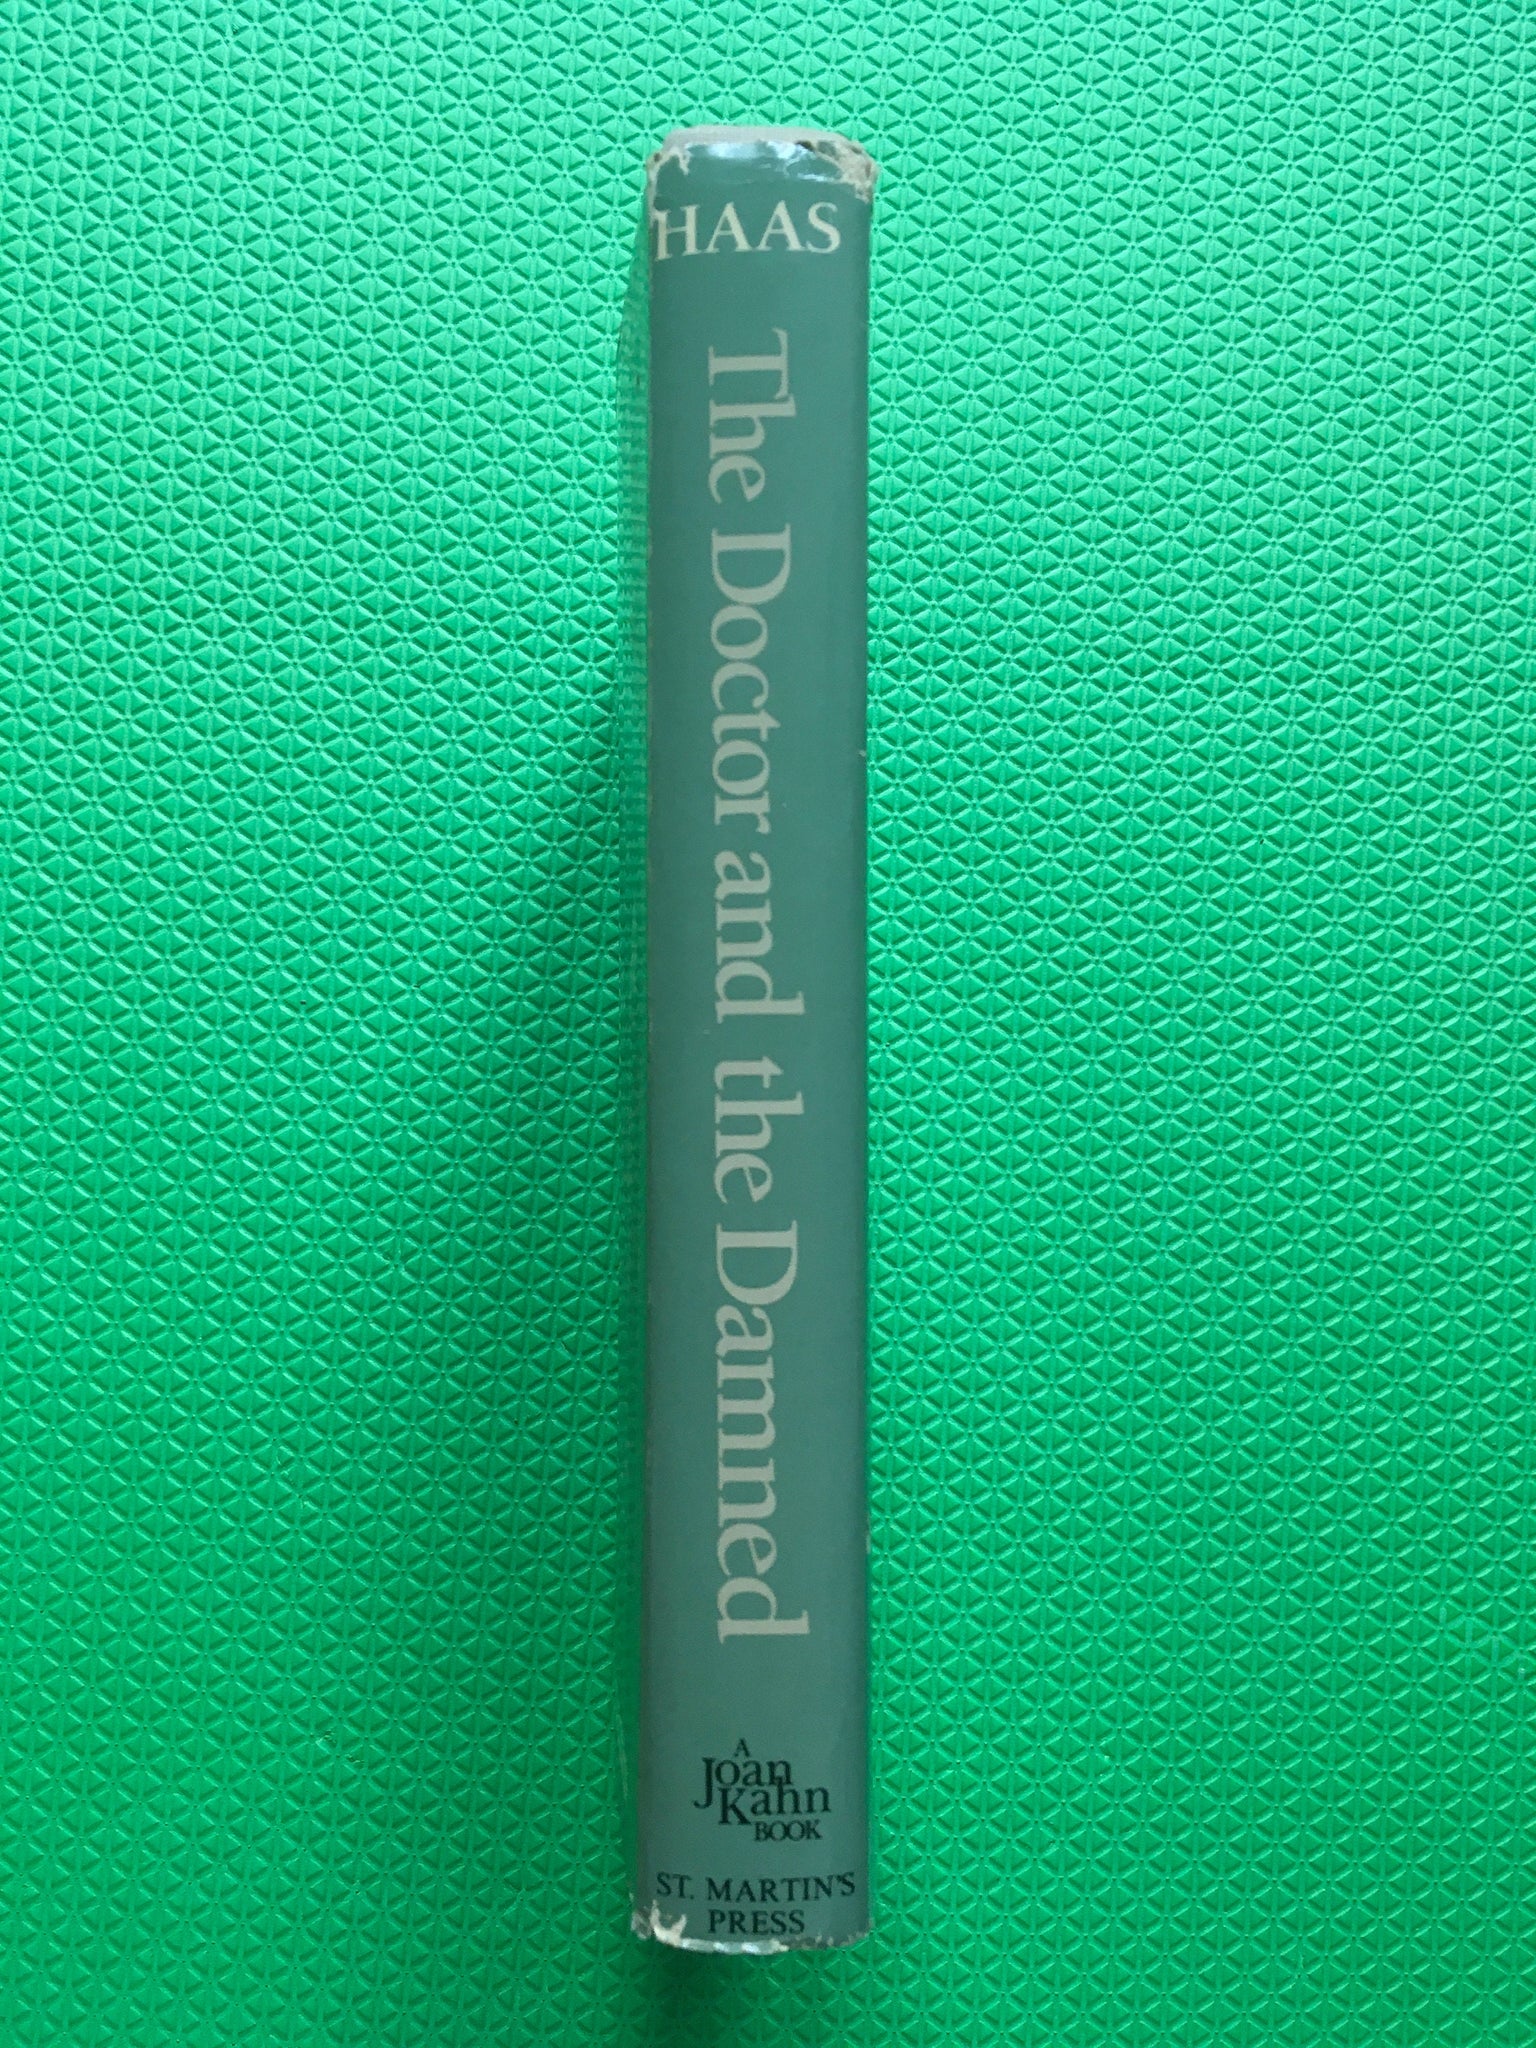 HAAS
The Doctor and the Damned
A
Joan
Kahn
BOOK
ST. MARTIN'S
PRESS